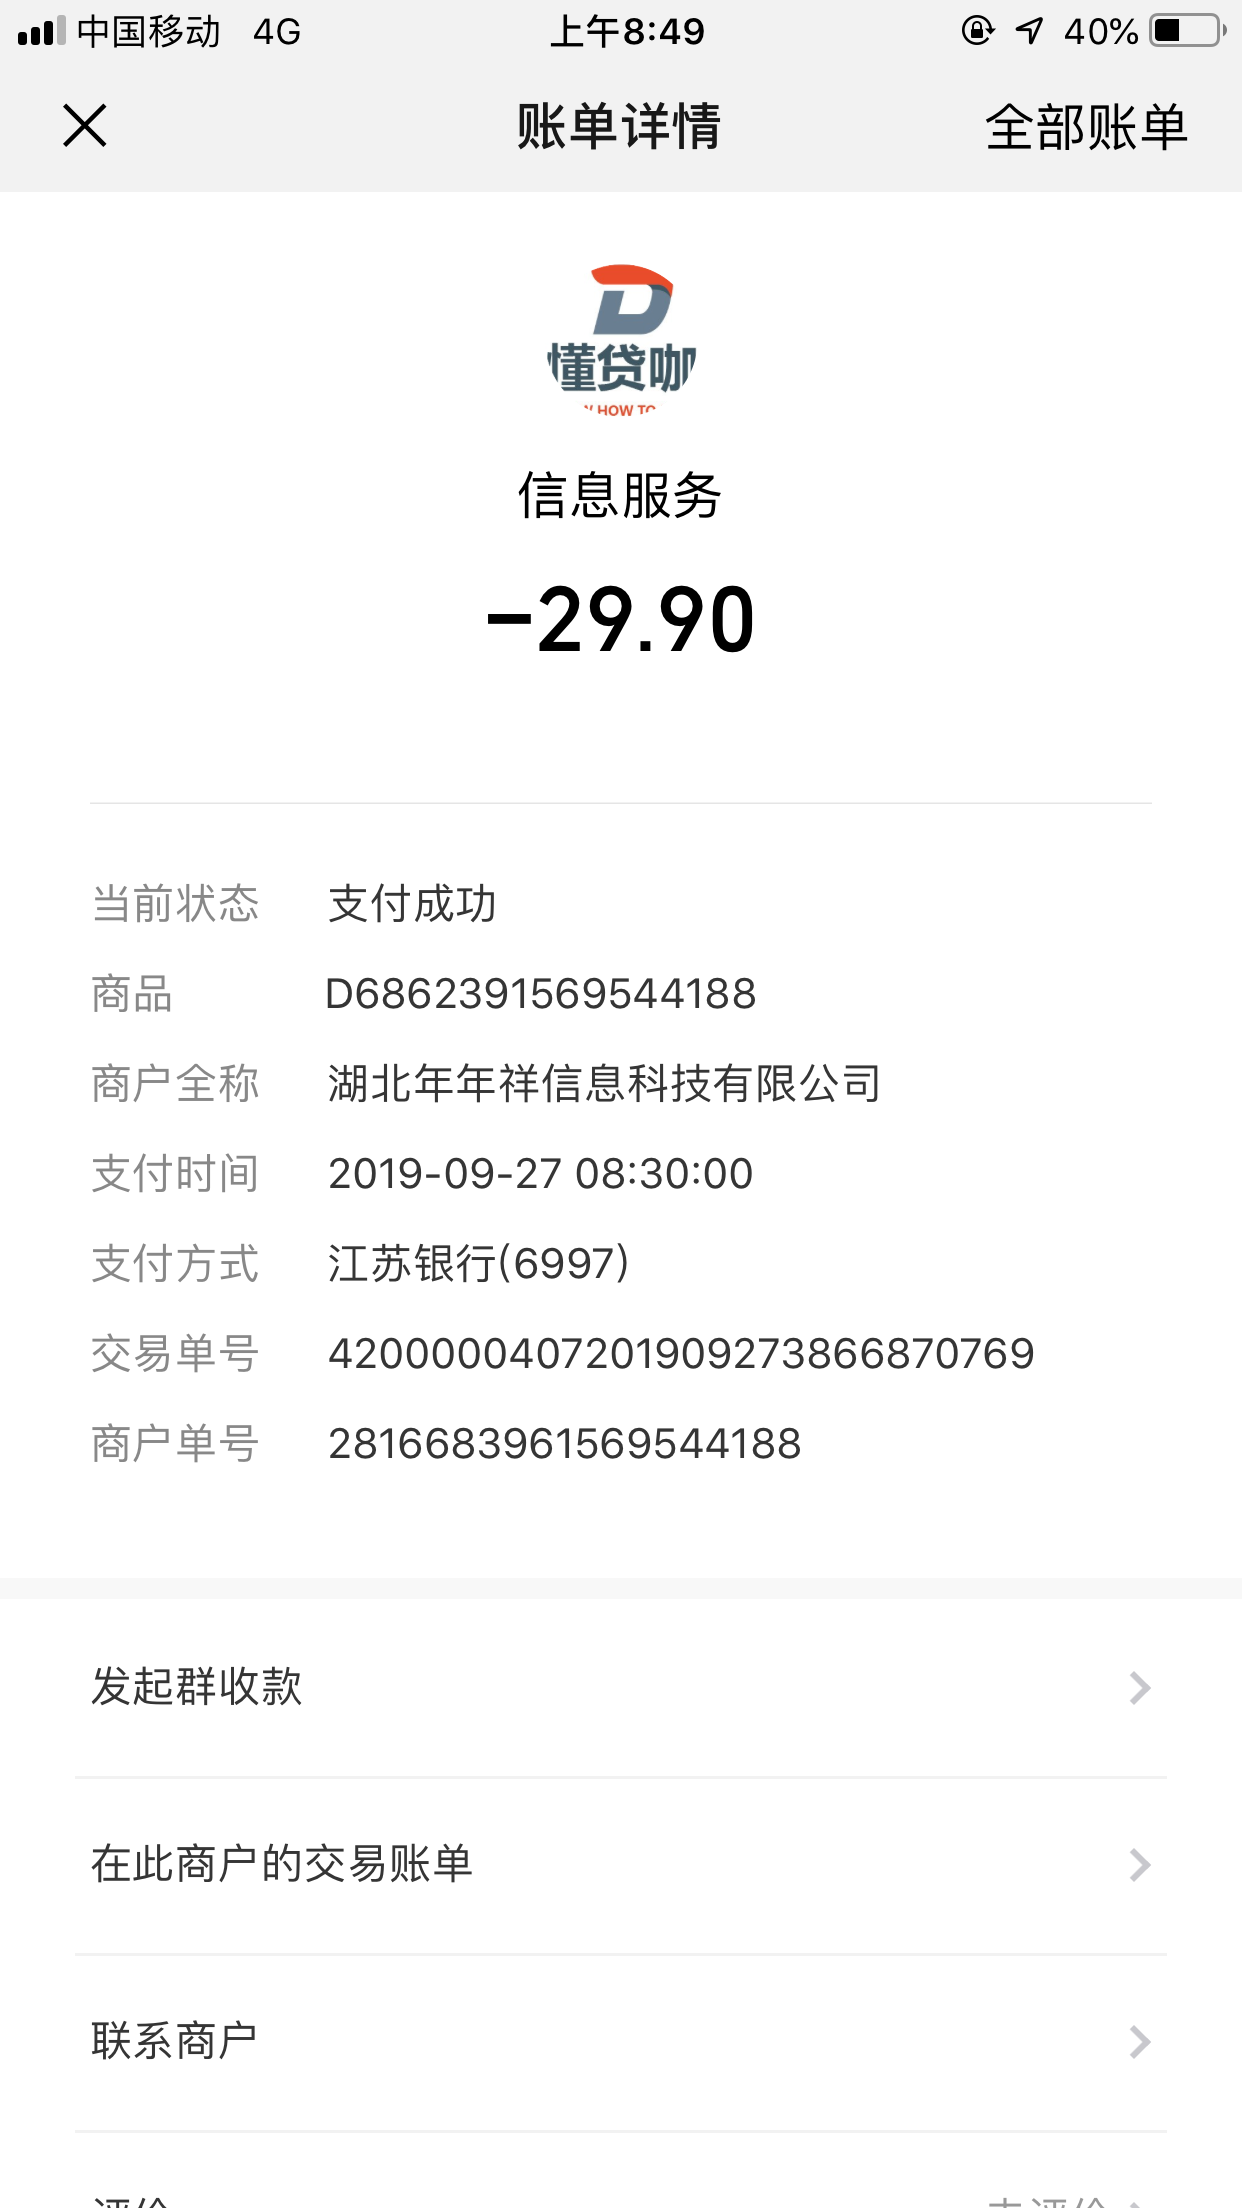 中国移动 4G 上午8:49 40%
账单详情 全部账单
懂贷咖
HOW TO
信息服务
-29.90
当前状态 支付成功
商品 D6862391569544188
商户全称 湖北年年祥信息科技有限公司
支付时间 2019-09-27 08:30:00
支付方式 江苏银行(6997)
交易单号 4200000407201909273866870769
商户单号 2816683961569544188
发起群收款
在此商户的交易账单
联系商户
评价